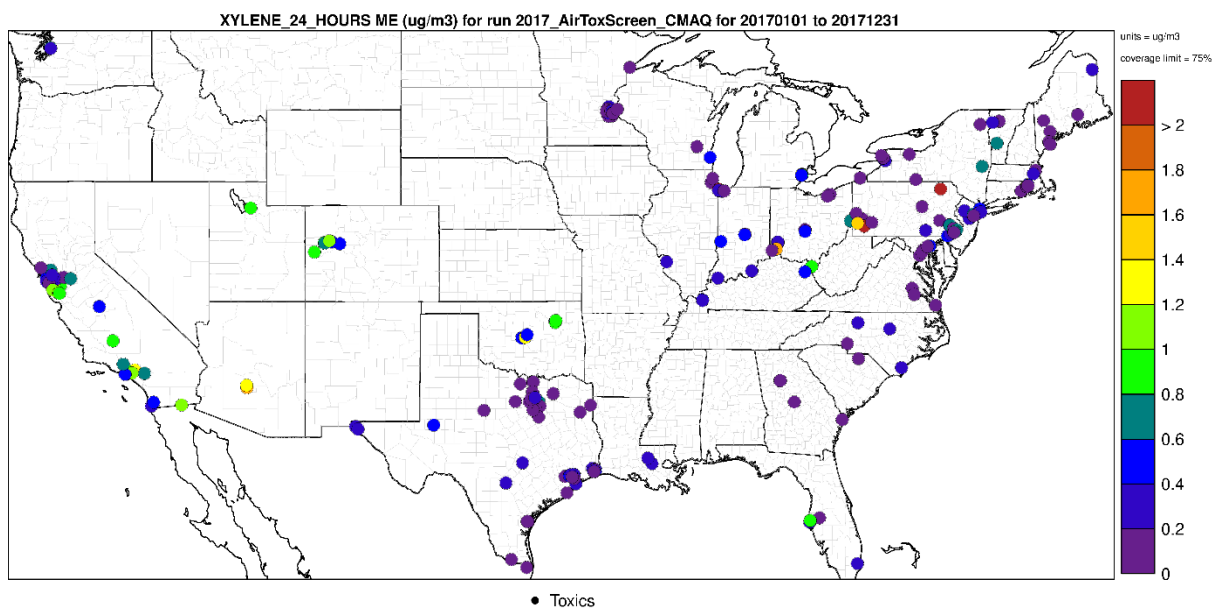 XYLENE_24_HOURS ME (ug/m3) for run 2017_AirToxScreen_CMAQ for 20170101 to 20171231
units = ug/m3
coverage limit = 75%
> 2
1.8
1.6
1.4
1.2
1
0.8
0.6
0.4
0.2
0
Toxics